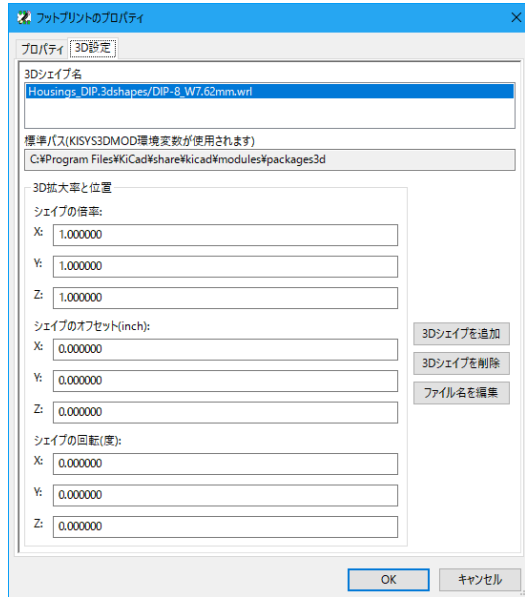 フットプリントのプロパティ
プロパティ 3D設定
3Dシェイプ名
Housings_DIP.3dshapes/DIP-8_W7.62mm.wrl
標準パス(KISYS3DMOD環境変数が使用されます)
C:¥Program Files¥KiCad¥share¥kicad¥modules¥packages3d
3D拡大率と位置
シェイプの倍率:
X: 1.000000
Y: 1.000000
Z: 1.000000
シェイプのオフセット(inch):
X: 0.000000
Y: 0.000000
Z: 0.000000
シェイプの回転(度):
X: 0.000000
Y: 0.000000
Z: 0.000000
3Dシェイプを追加
3Dシェイプを削除
ファイル名を編集
OK キャンセル